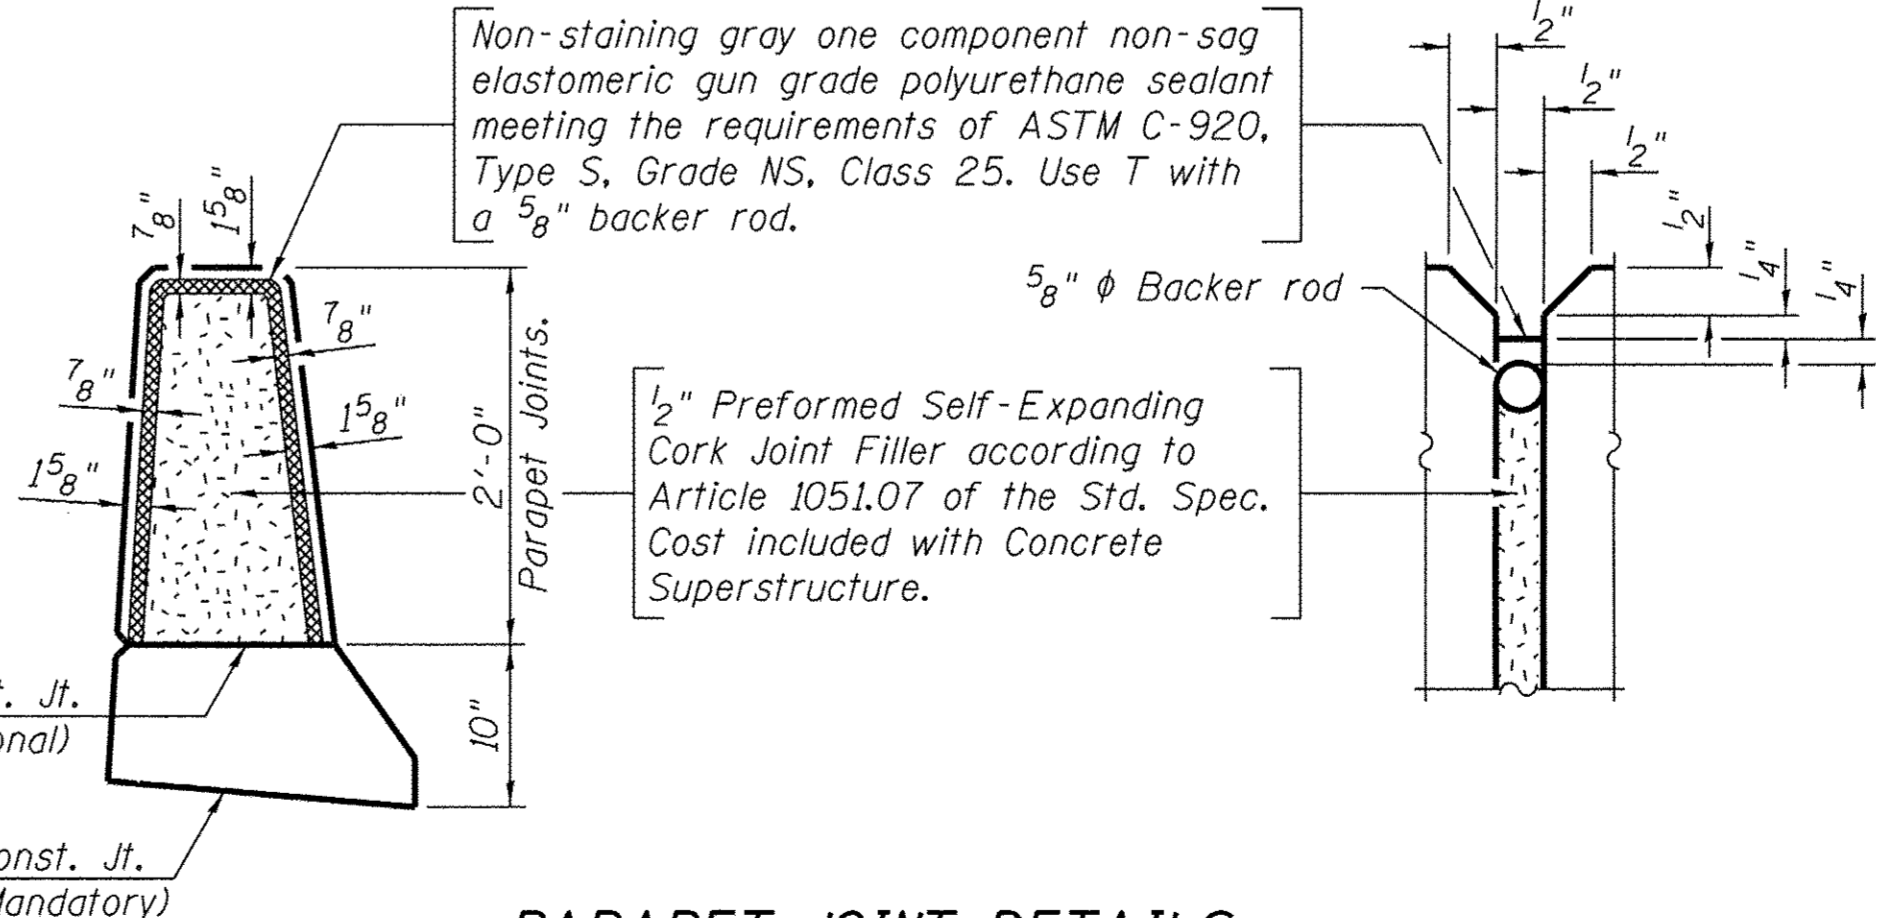 Non-staining gray one component non-sag
elastomeric gun grade polyurethane sealant
meeting the requirements of ASTM C-920,
Type S, Grade NS, Class 25. Use T with
a 5/8" backer rod.
1/2"
1/2"
1/2"
1/2"
1/4"
1/4"
7/8"
1 5/8"
5/8" ϕ Backer rod
7/8"
7/8"
1 5/8"
1 5/8"
2'-0"
Parapet Joints.
1/2" Preformed Self-Expanding
Cork Joint Filler according to
Article 1051.07 of the Std. Spec.
Cost included with Concrete
Superstructure.
Jt.
10"
Jt.
PARAPET JOINT DETAILS